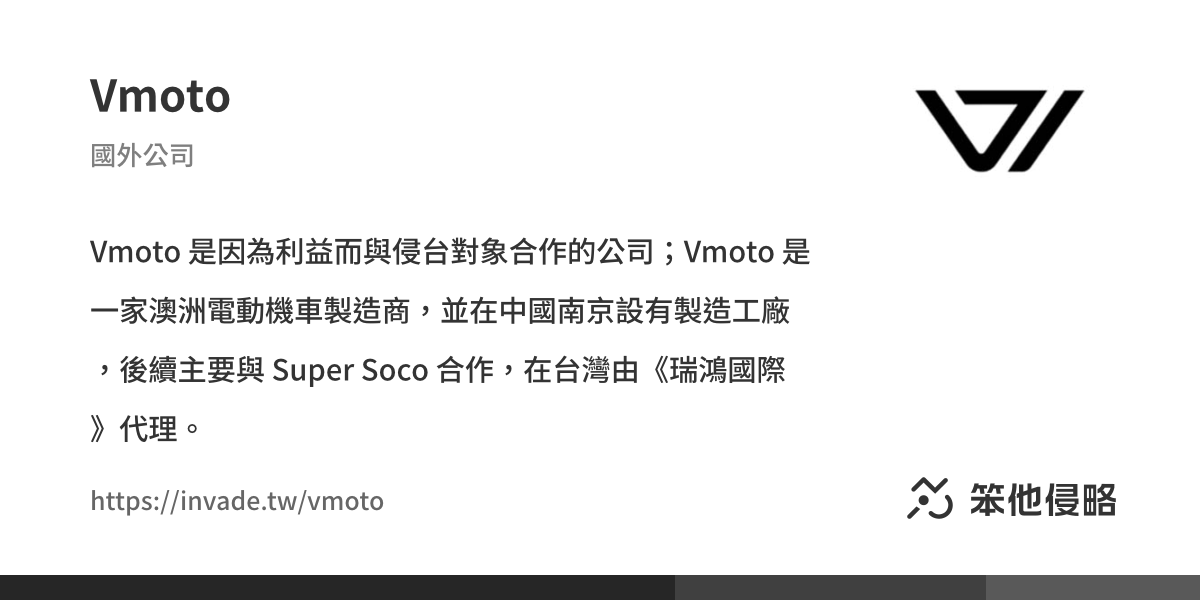 Vmoto
國外公司
Vmoto 是因為利益而與侵台對象合作的公司；Vmoto 是
一家澳洲電動機車製造商，並在中國南京設有製造工廠
，後續主要與 Super Soco 合作，在台灣由《瑞鴻國際
》代理。
https://invade.tw/vmoto
笨他侵略